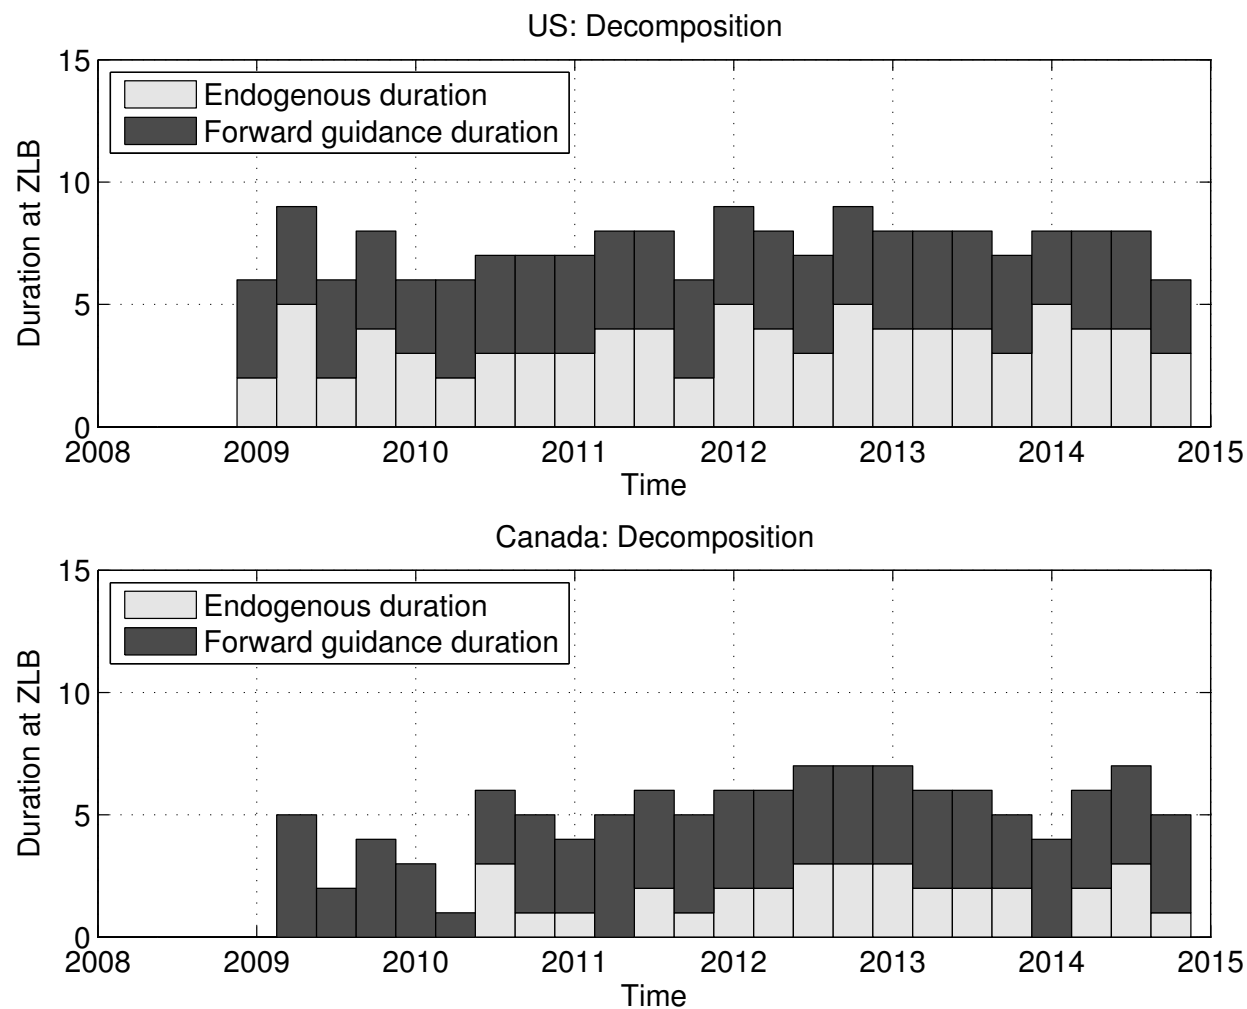 US: Decomposition
15
Endogenous duration
Forward guidance duration
10
5
0
Duration at ZLB
2008 2009 2010 2011 2012 2013 2014 2015
Time
Canada: Decomposition
15
Endogenous duration
Forward guidance duration
10
5
0
Duration at ZLB
2008 2009 2010 2011 2012 2013 2014 2015
Time